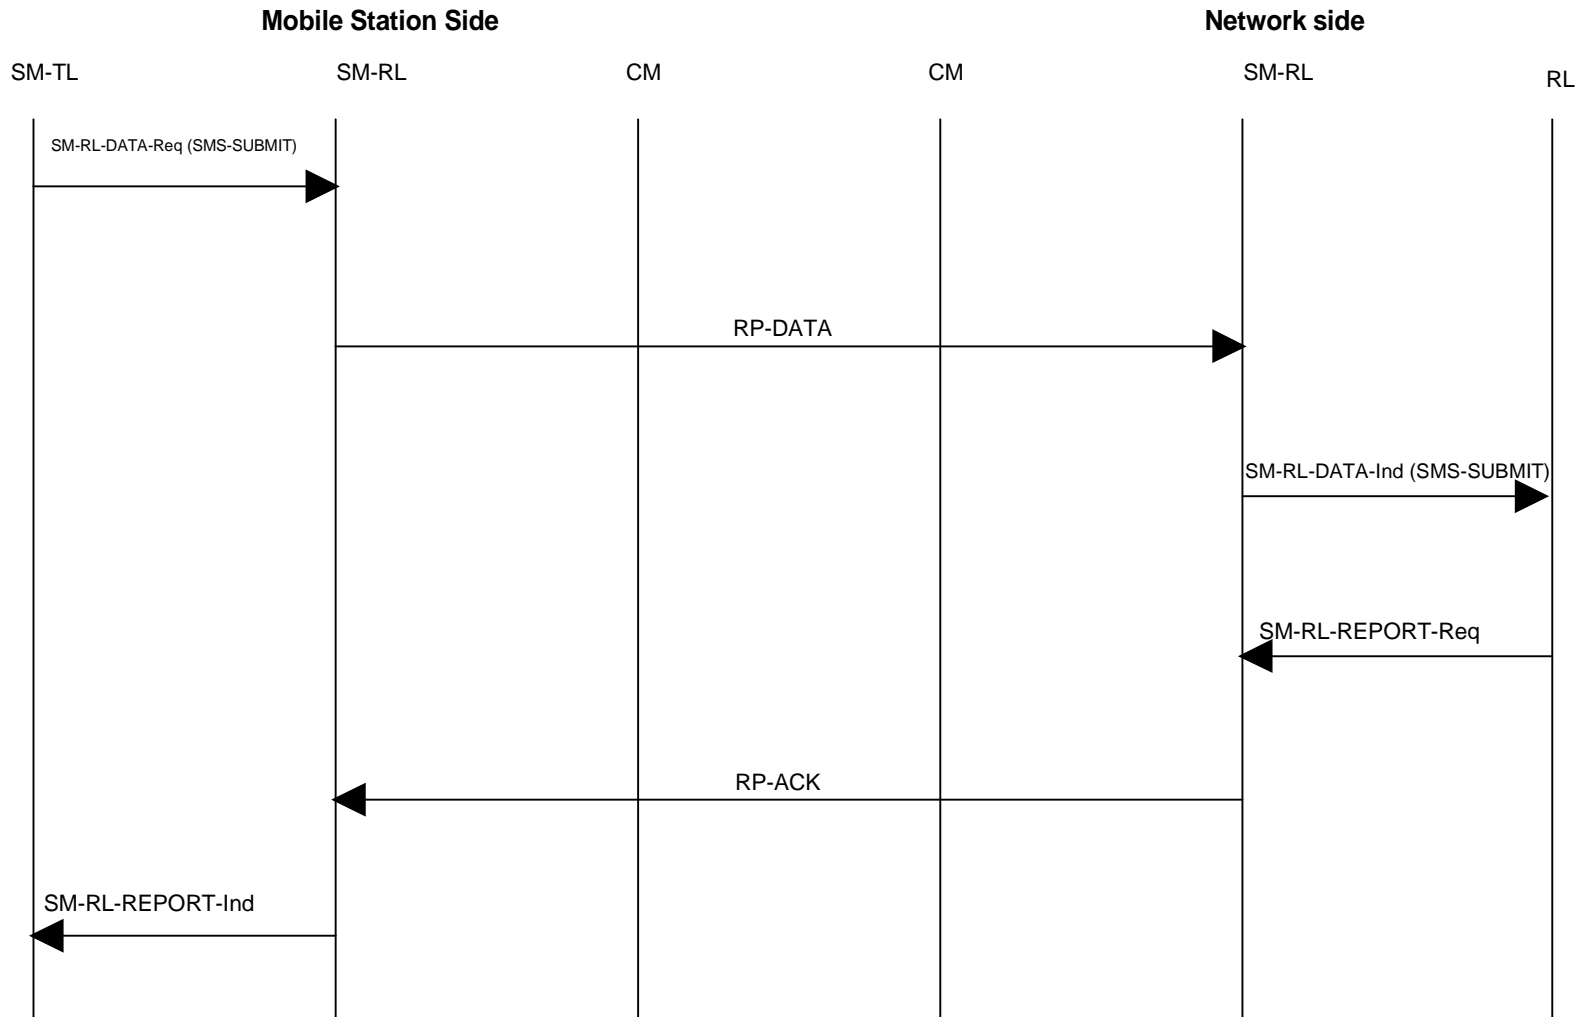 Mobile Station Side Network side
SM-TL SM-RL CM CM SM-RL RL
SM-RL-DATA-Req (SMS-SUBMIT)
RP-DATA
SM-RL-DATA-Ind (SMS-SUBMIT)
SM-RL-REPORT-Req
RP-ACK
SM-RL-REPORT-Ind